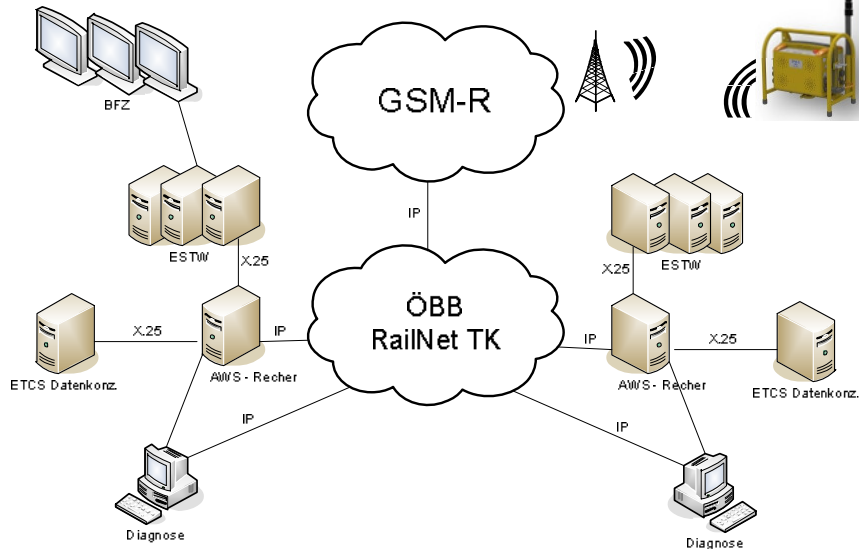 BFZ
GSM-R
IP
ESTW
ESTW
X.25
X.25
ÖBB
RailNet TK
X.25
IP
IP
X.25
ETCS Datenkonz.
AWS - Recher
AWS - Recher
ETCS Datenkonz.
IP
IP
Diagnose
Diagnose